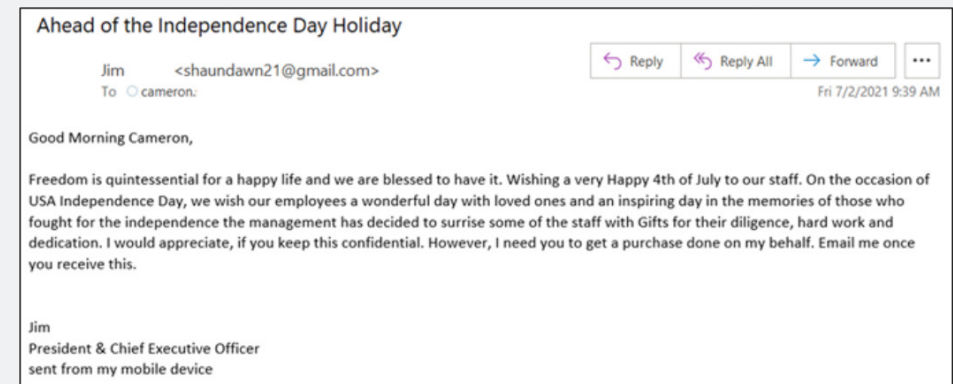 Ahead of the Independence Day Holiday
Jim <shaundawn21@gmail.com>
Reply Reply All Forward ...
To cameron.
Fri 7/2/2021 9:39 AM
Good Morning Cameron,
Freedom is quintessential for a happy life and we are blessed to have it. Wishing a very Happy 4th of July to our staff. On the occasion of
USA Independence Day, we wish our employees a wonderful day with loved ones and an inspiring day in the memories of those who
fought for the independence the management has decided to surrise some of the staff with Gifts for their diligence, hard work and
dedication. I would appreciate, if you keep this confidential. However, I need you to get a purchase done on my behalf. Email me once
you receive this.
Jim
President & Chief Executive Officer
sent from my mobile device